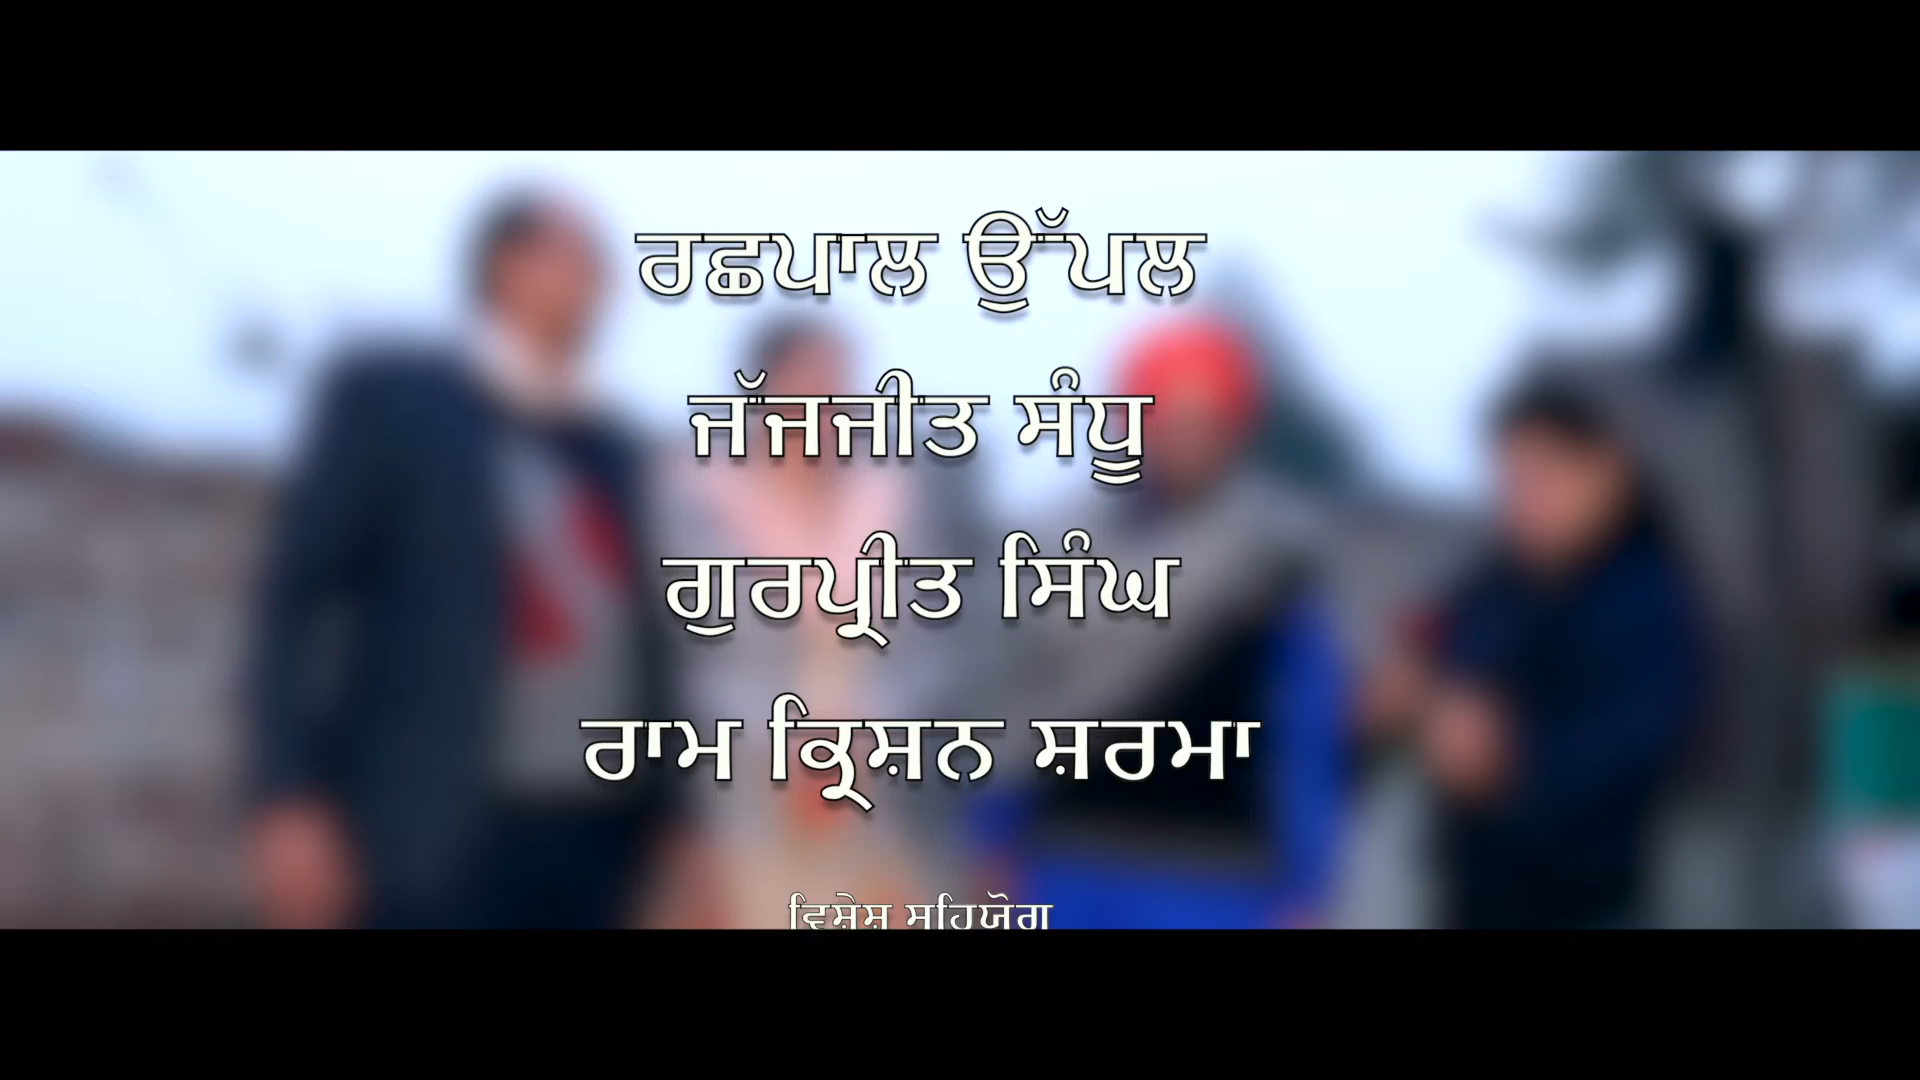 ਰਛਪਾਲ ਉੱਪਲ
ਜੱਜਜੀਤ ਸੰਧੂ
ਗੁਰਪ੍ਰੀਤ ਸਿੰਘ
ਰਾਮ ਕ੍ਰਿਸ਼ਨ ਸ਼ਰਮਾ
ਵਿਸ਼ੇਸ਼ ਸਹਿਯੋਗ